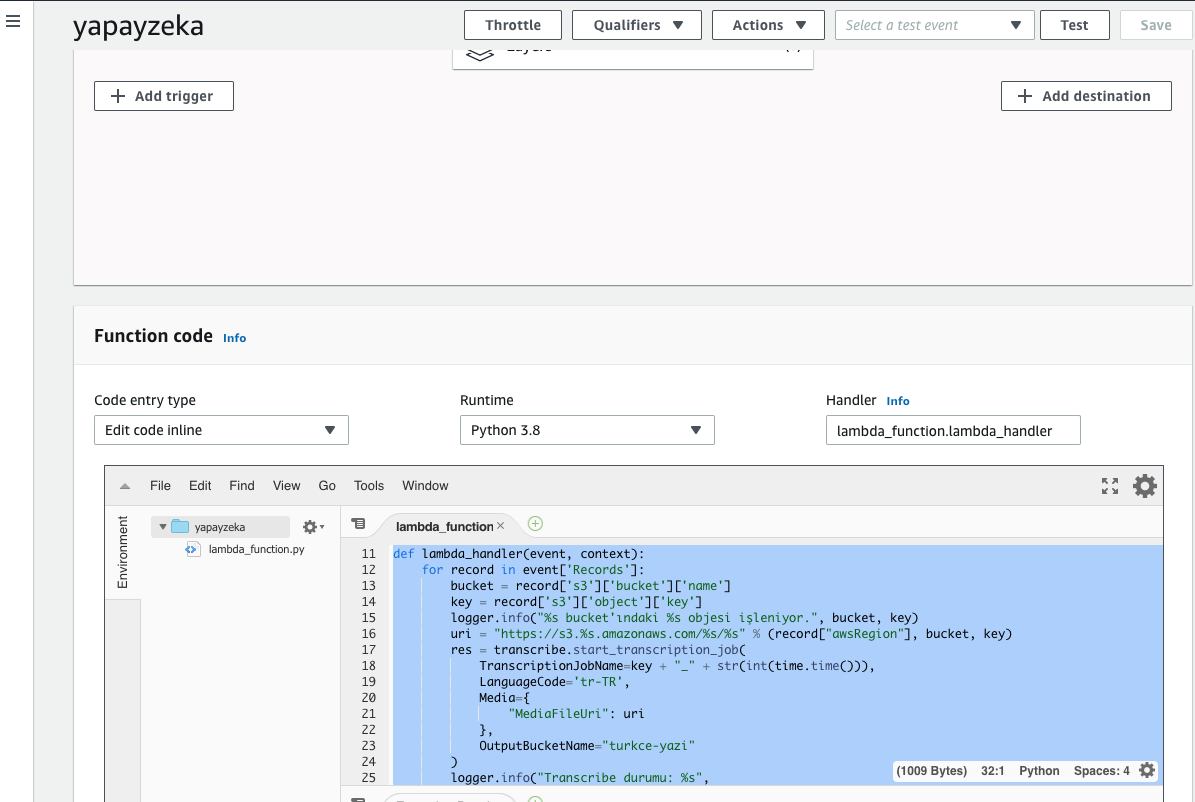 yapayzeka
Throttle
Qualifiers
Actions
Select a test event
Test
Save
Add trigger
Add destination
Function code Info
Code entry type
Edit code inline
Runtime
Python 3.8
Handler Info
lambda_function.lambda_handler
File Edit Find View Go Tools Window
Environment
yapayzeka
lambda_function.py
lambda_function
11 def lambda_handler(event, context):
12 for record in event['Records']:
13 bucket = record['s3']['bucket']['name']
14 key = record['s3']['object']['key']
15 logger.info("%s bucket'ındaki %s objesi işleniyor.", bucket, key)
16 uri = "https://s3.%s.amazonaws.com/%s/%s" % (record["awsRegion"], bucket, key)
17 res = transcribe.start_transcription_job(
18 TranscriptionJobName=key + "_" + str(int(time.time())),
19 LanguageCode='tr-TR',
20 Media={
21 "MediaFileUri": uri
22 },
23 OutputBucketName="turkce-yazi"
24 )
25 logger.info("Transcribe durumu: %s",
(1009 Bytes) 32:1 Python Spaces: 4